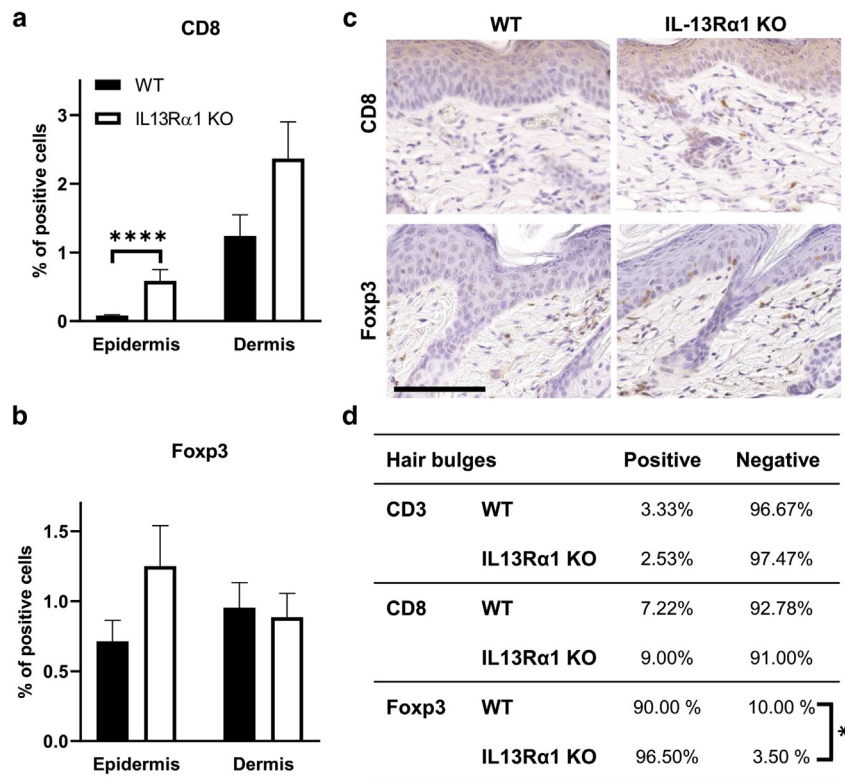 a
CD8
WT
IL13Rα1 KO
% of positive cells
3
2
1
0
****
Epidermis Dermis
b
Foxp3
% of positive cells
1.5
1.0
0.5
0.0
Epidermis Dermis
c
WT IL-13Rα1 KO
CD8
Foxp3
d
Hair bulges Positive Negative
CD3 WT 3.33% 96.67%
IL13Rα1 KO 2.53% 97.47%
CD8 WT 7.22% 92.78%
IL13Rα1 KO 9.00% 91.00%
Foxp3 WT 90.00 % 10.00 %
*
IL13Rα1 KO 96.50% 3.50 %